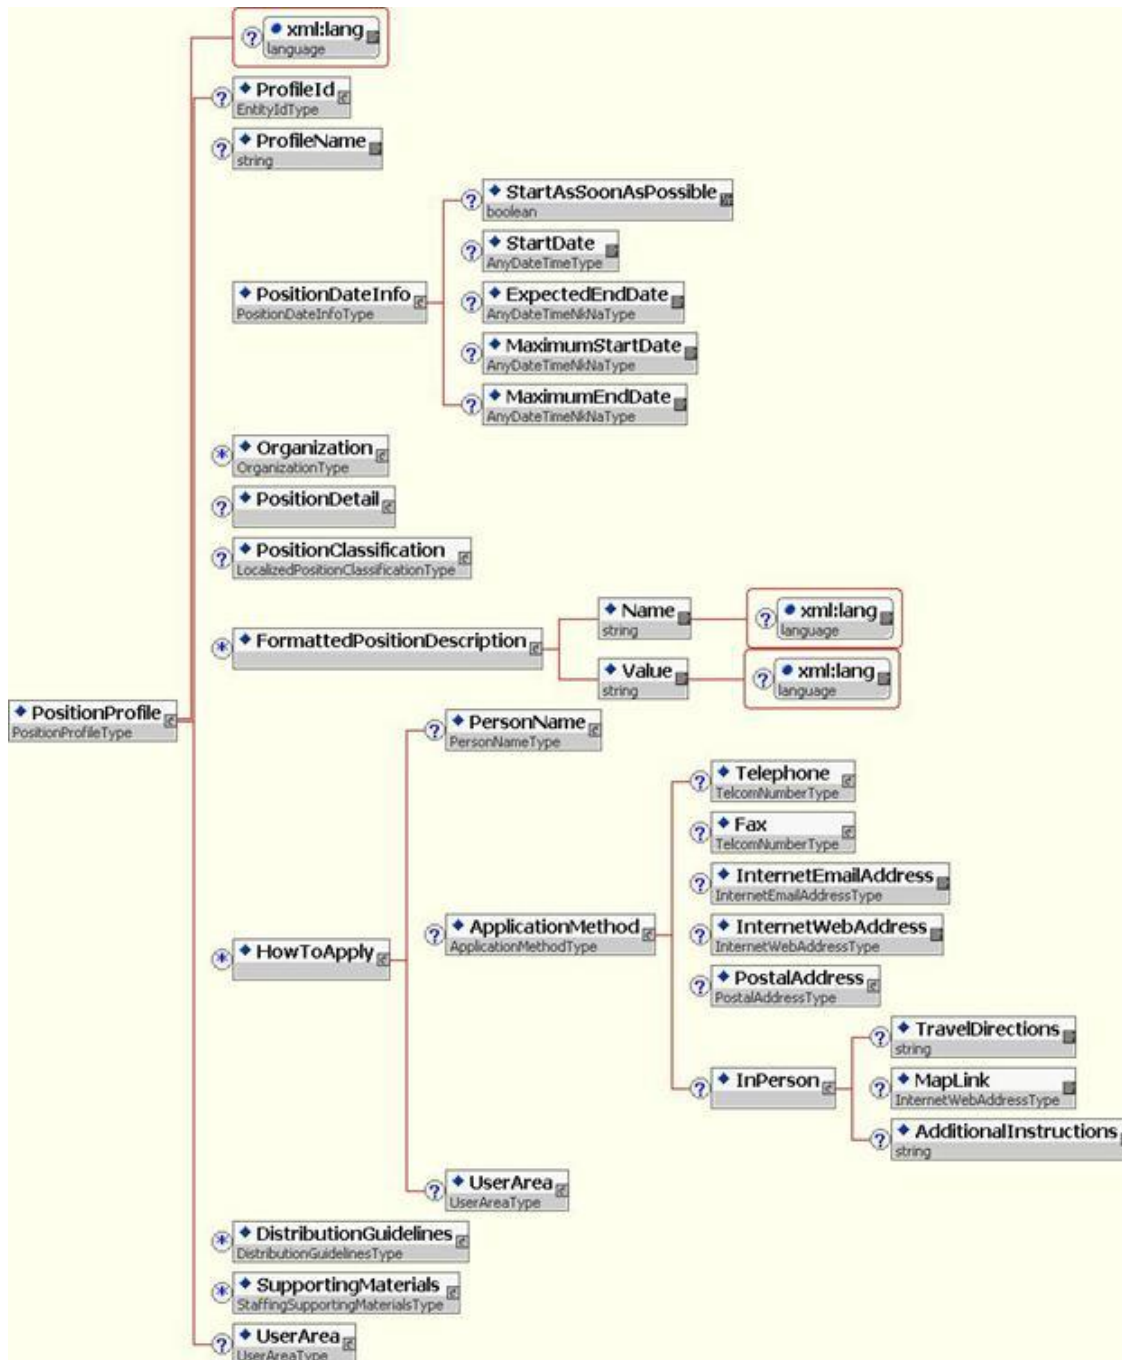 xml:lang
language
ProfileId
EntityIdType
ProfileName
string
StartAsSoonAsPossible
boolean
StartDate
AnyDateTimeType
PositionDateInfo
PositionDateInfoType
ExpectedEndDate
AnyDateTimeNkNaType
MaximumStartDate
AnyDateTimeNkNaType
MaximumEndDate
AnyDateTimeNkNaType
Organization
OrganizationType
PositionDetail
PositionClassification
LocalizedPositionClassificationType
FormattedPositionDescription
Name
string
xml:lang
language
Value
string
xml:lang
language
PositionProfile
PositionProfileType
PersonName
PersonNameType
Telephone
TelcomNumberType
Fax
TelcomNumberType
InternetEmailAddress
InternetEmailAddressType
HowToApply
ApplicationMethod
ApplicationMethodType
InternetWebAddress
InternetWebAddressType
PostalAddress
PostalAddressType
InPerson
TravelDirections
string
MapLink
InternetWebAddressType
AdditionalInstructions
string
UserArea
UserAreaType
DistributionGuidelines
DistributionGuidelinesType
SupportingMaterials
StaffingSupportingMaterialsType
UserArea
UserAreaType